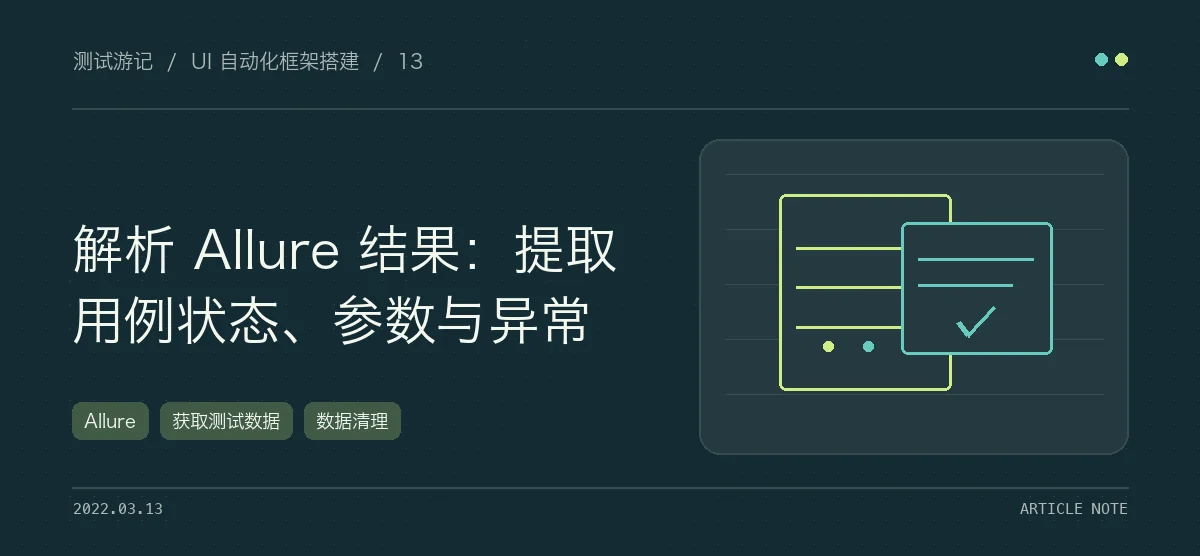 测试游记 / UI 自动化框架搭建 / 13
解析 Allure 结果：提取
用例状态、参数与异常
Allure 获取测试数据 数据清理
2022.03.13 ARTICLE NOTE